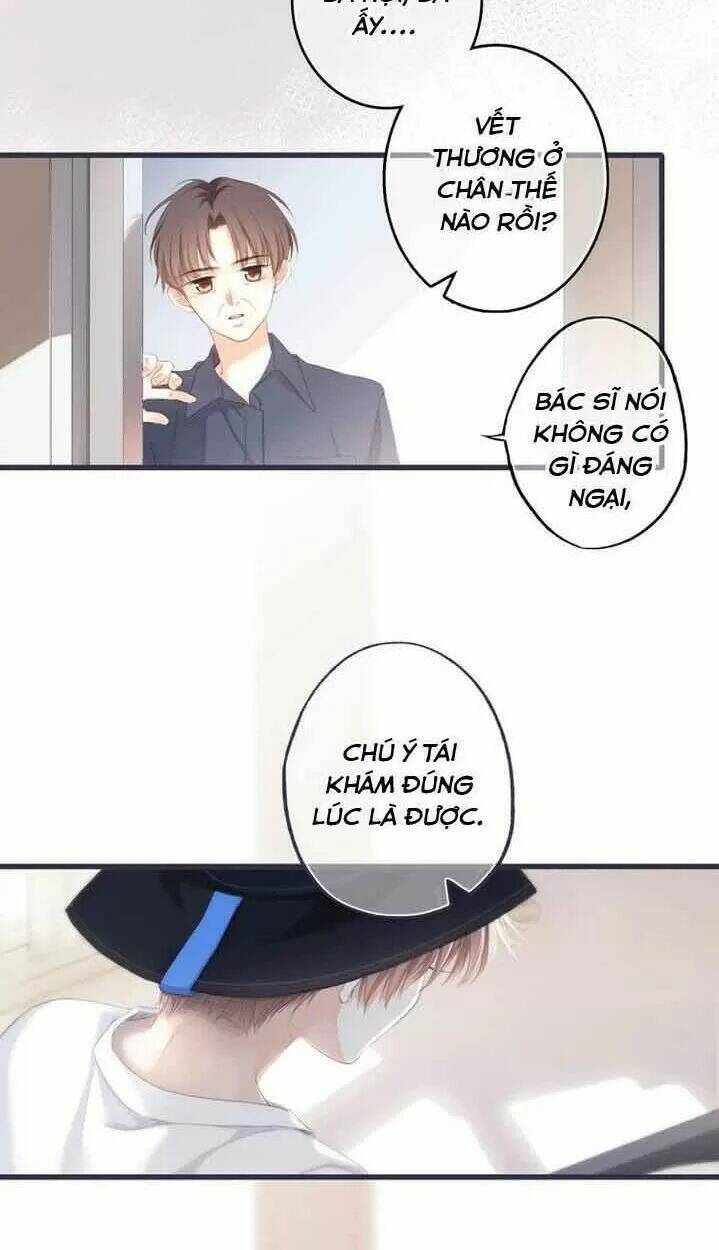 ẤY....
VẾT
THƯƠNG Ở
CHÂN THẾ
NÀO RỒI?
BÁC SĨ NÓI
KHÔNG CÓ
GÌ ĐÁNG
NGẠI,
CHÚ Ý TÁI
KHÁM ĐÚNG
LÚC LÀ ĐƯỢC.